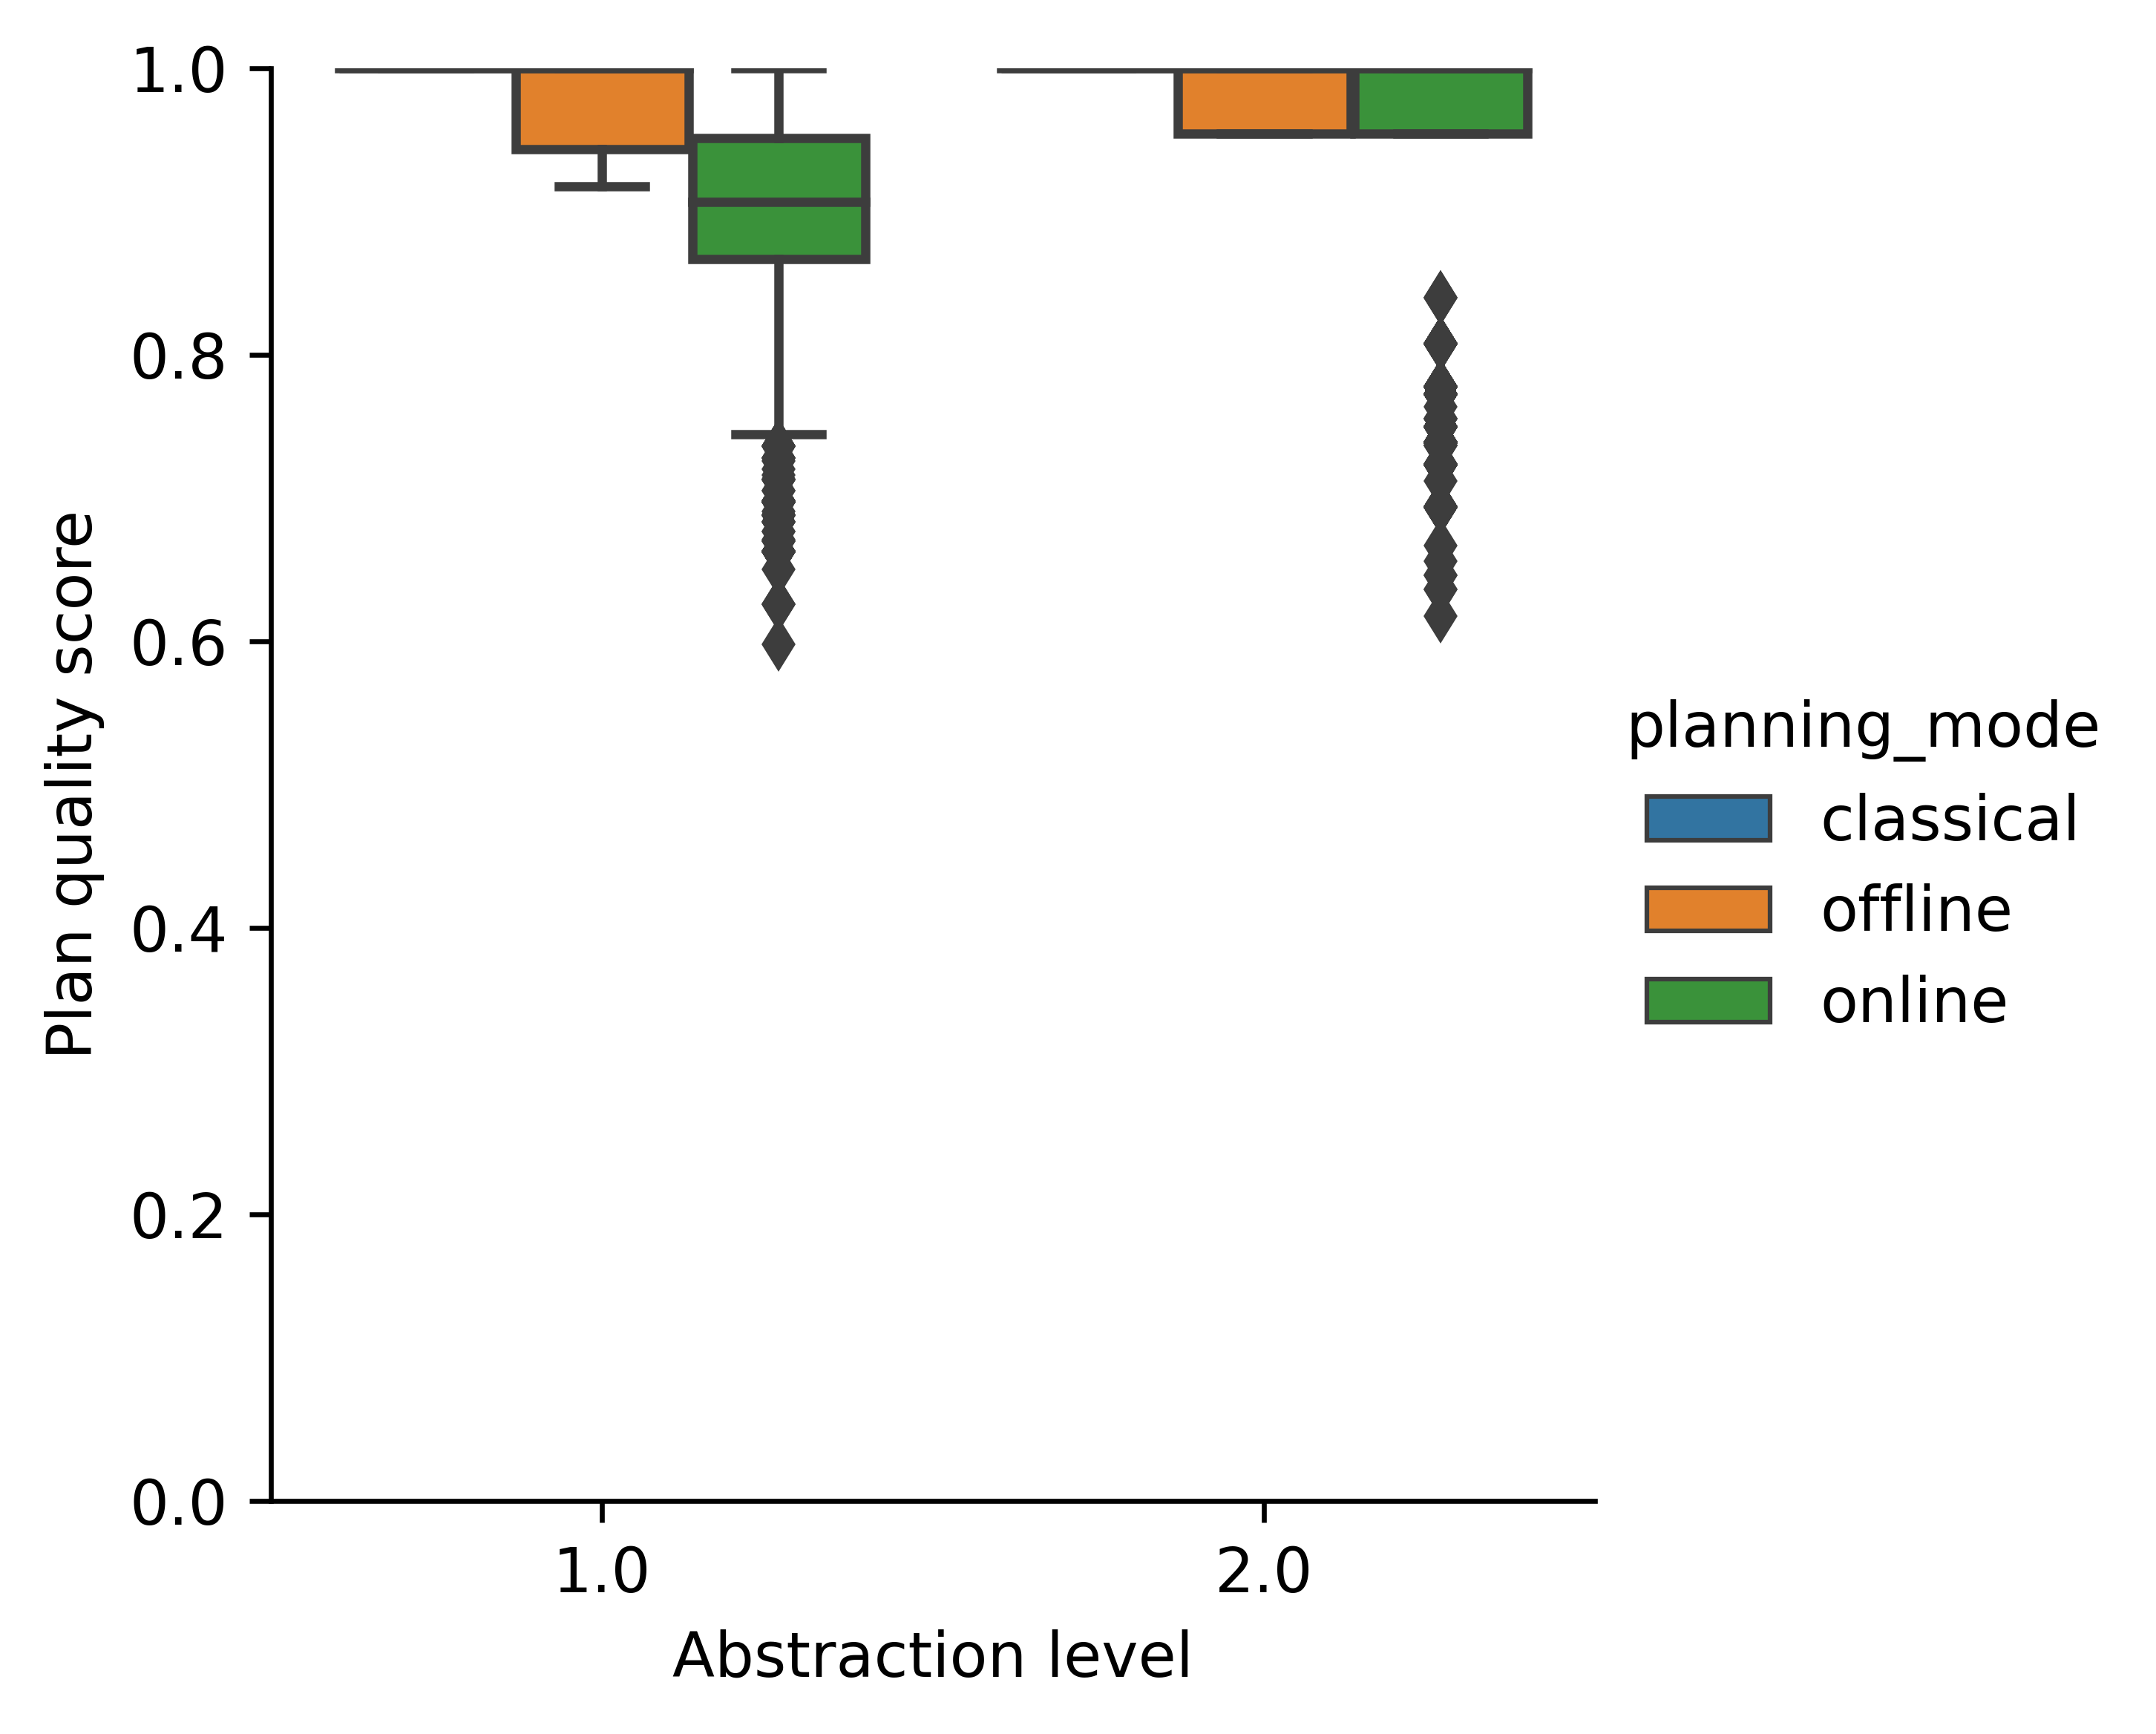 1.0
0.8
0.6
0.4
0.2
0.0
Plan quality score
1.0
2.0
Abstraction level
planning_mode
classical
offline
online